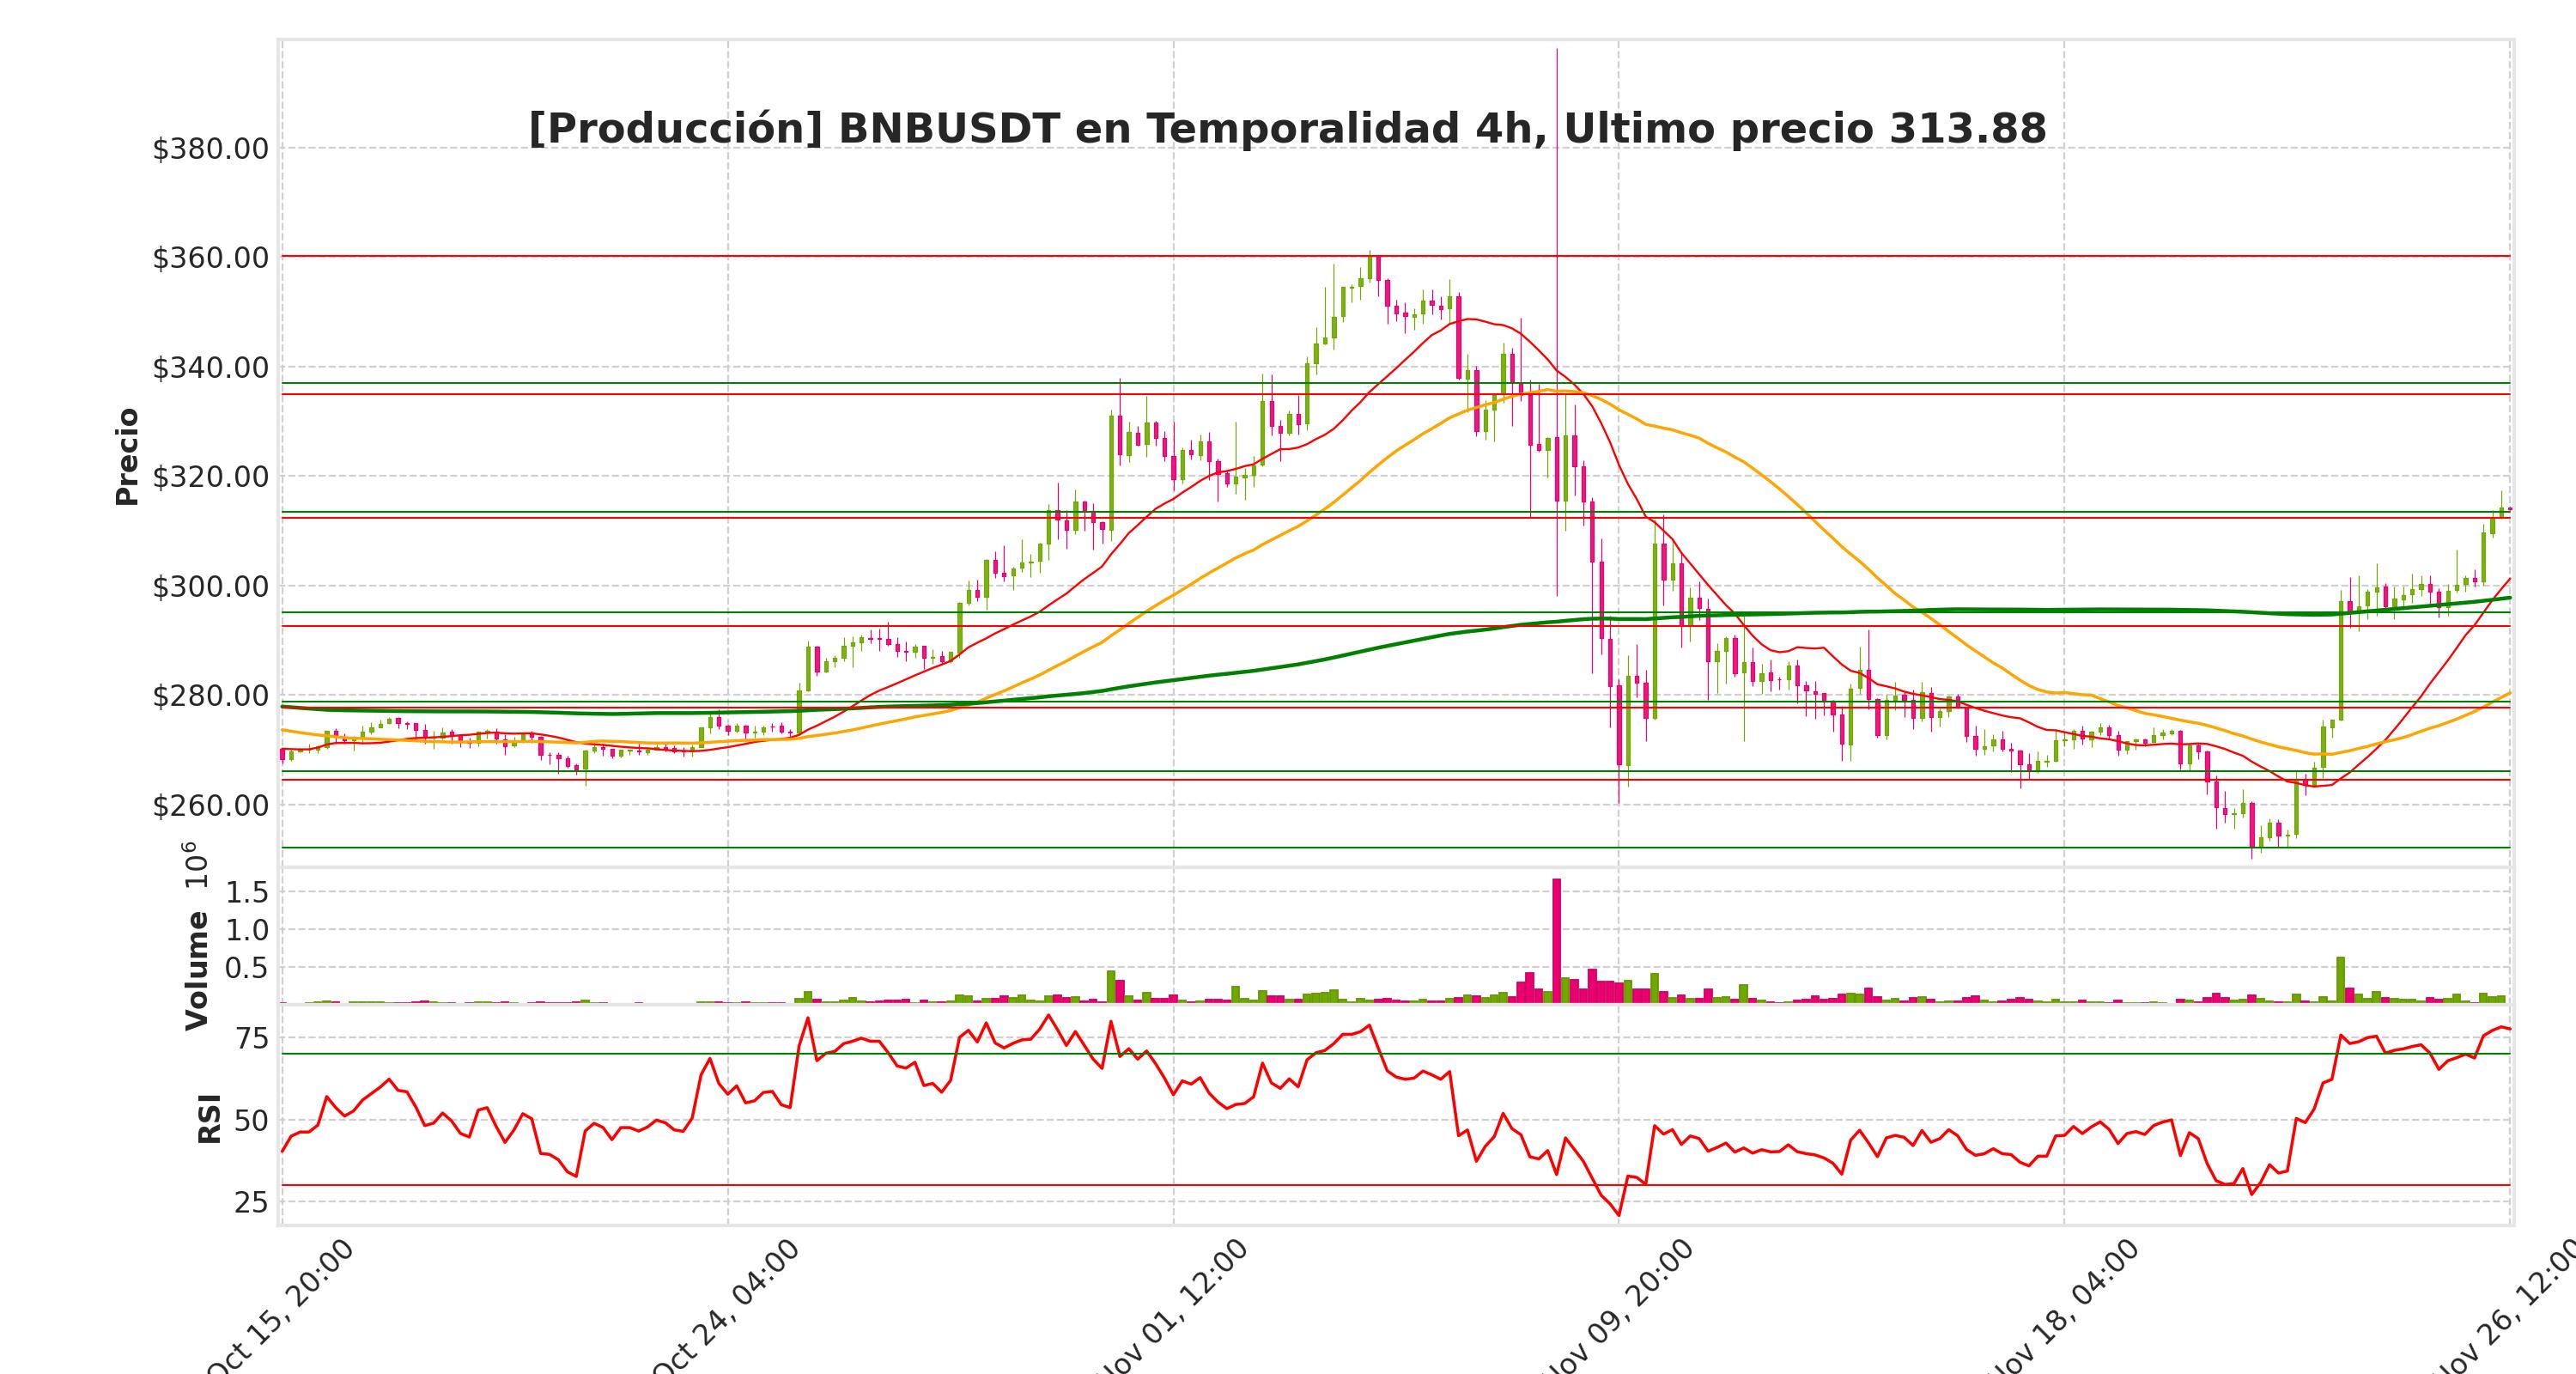 [Producción] BNBUSDT en Temporalidad 4h, Ultimo precio 313.88
Precio
$380.00
$360.00
$340.00
$320.00
$300.00
$280.00
$260.00
Volume 10⁶
1.5
1.0
0.5
RSI
75
50
25
Oct 15, 20:00
Oct 24, 04:00
Nov 01, 12:00
Nov 09, 20:00
Nov 18, 04:00
Nov 26, 12:00